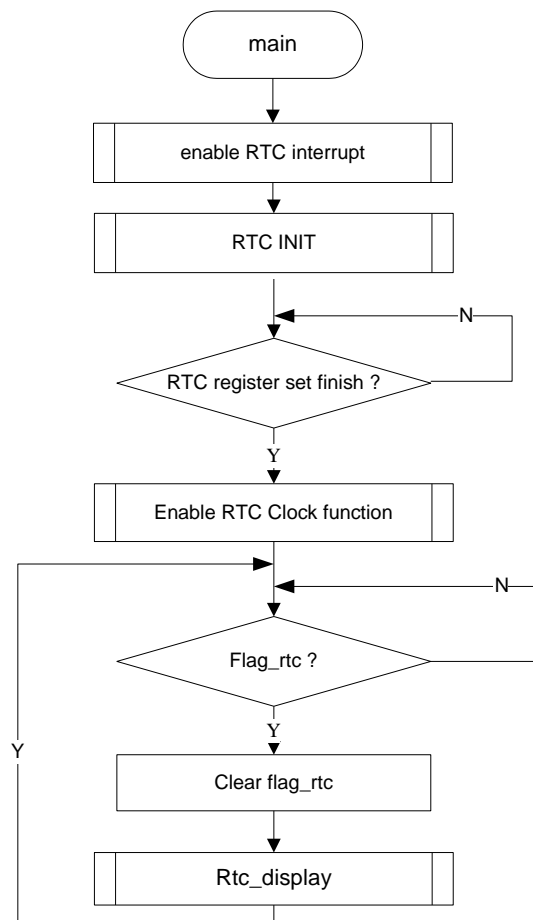 main
enable RTC interrupt
RTC INIT
N
RTC register set finish ?
Y
Enable RTC Clock function
N
Flag_rtc ?
Y
Y
Clear flag_rtc
Rtc_display